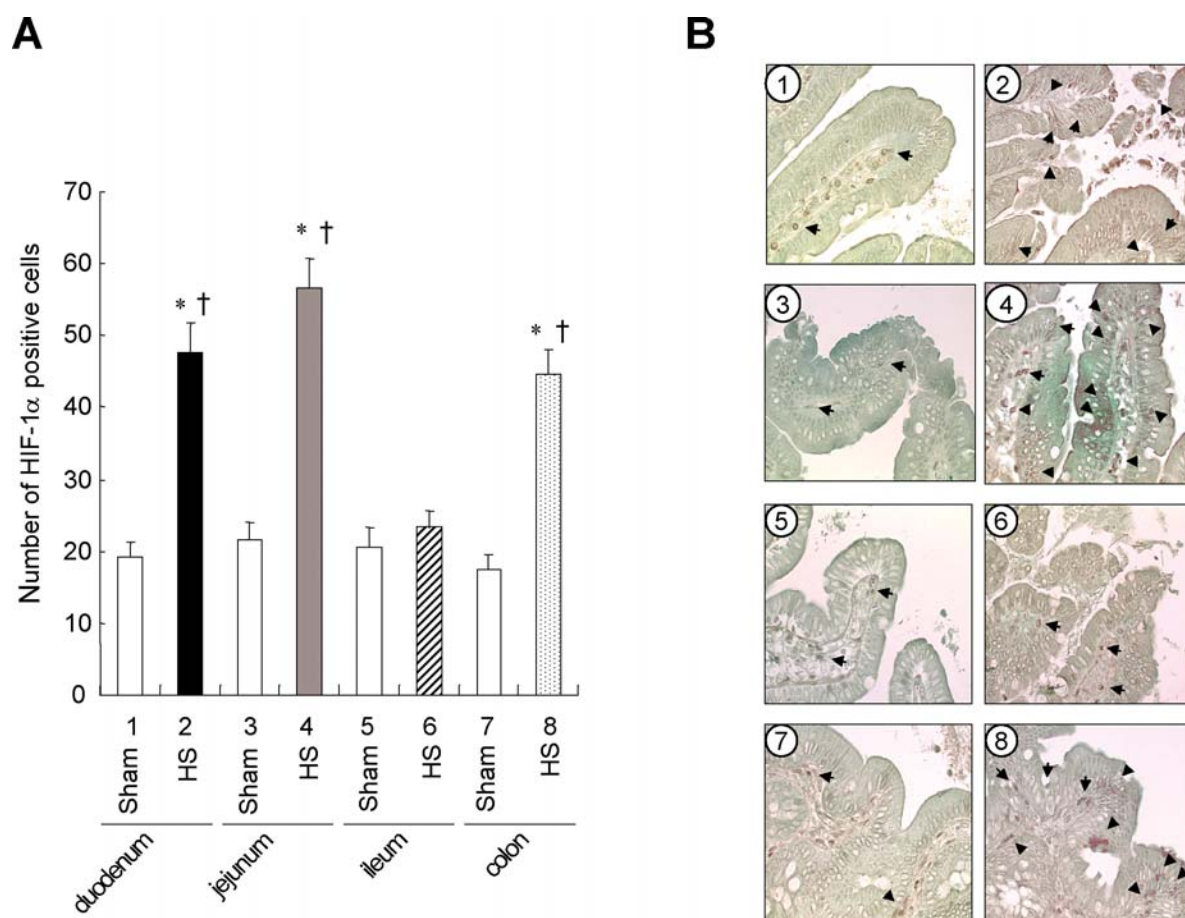 A
Number of HIF-1α positive cells
70
60
50
40
30
20
10
0
* †
* †
* †
1 2 3 4 5 6 7 8
Sham HS Sham HS Sham HS Sham HS
duodenum jejunum ileum colon
B
1 2
3 4
5 6
7 8